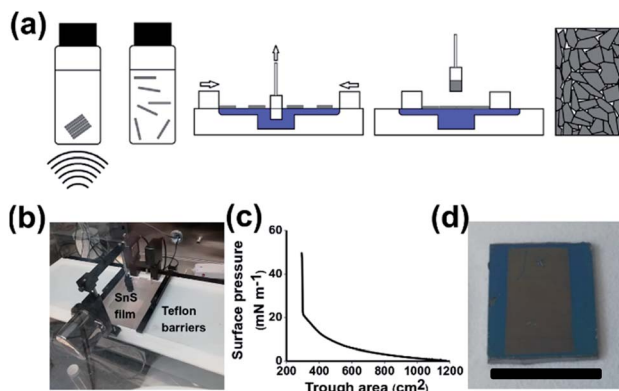 (a)
(b)
SnS
film
Teflon
barriers
(c)
Surface pressure
(mN m-1)
60
40
20
0
200 400 600 800 1000 1200
Trough area (cm2)
(d)